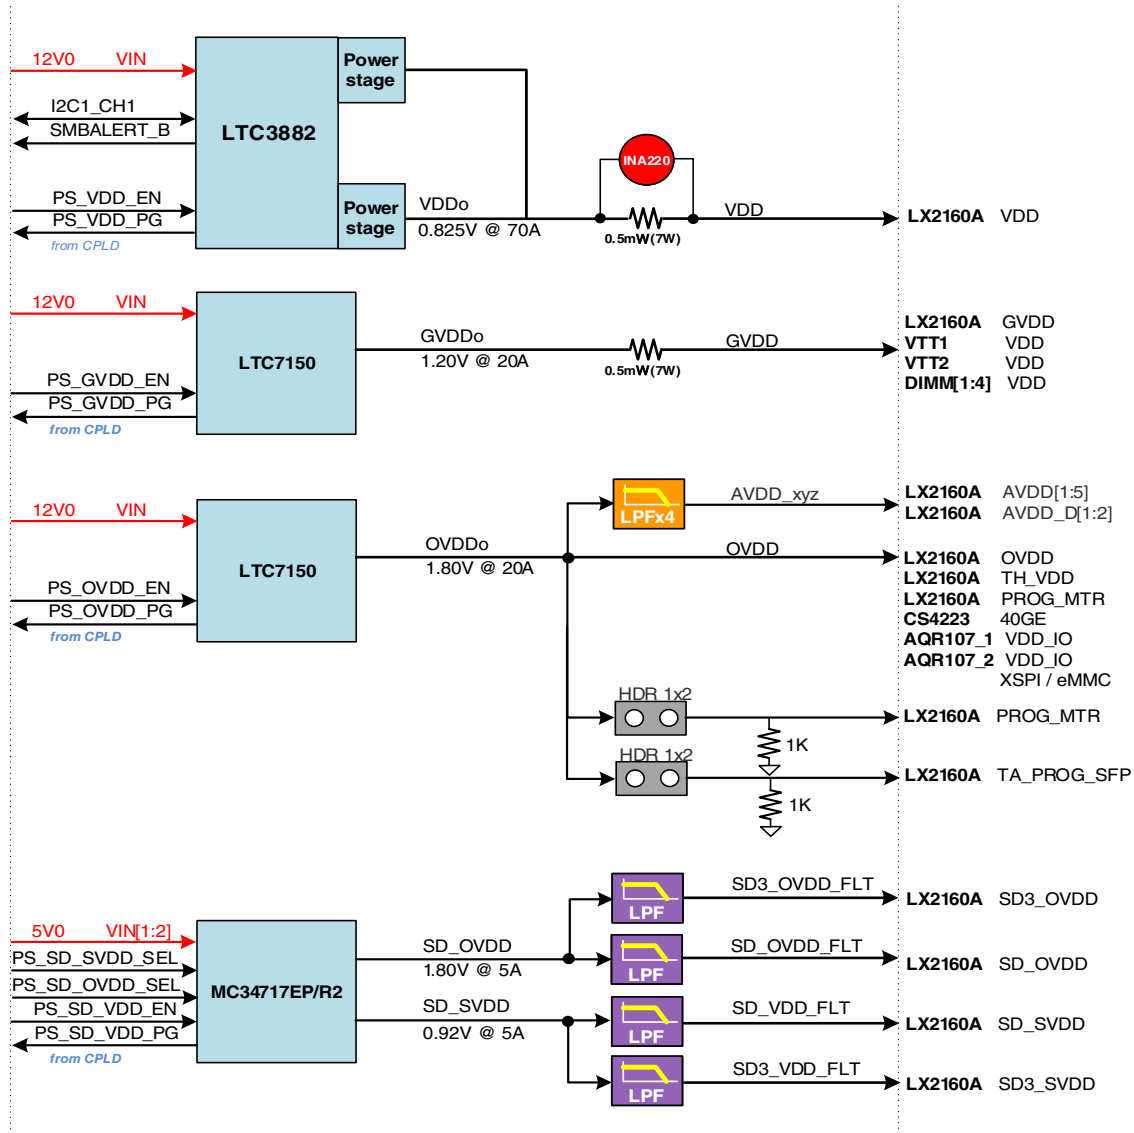 12V0 VIN
I2C1_CH1
SMBALERT_B
PS_VDD_EN
PS_VDD_PG
from CPLD
LTC3882
Power
stage
Power
stage
VDDo
0.825V @ 70A
INA220
0.5mW(7W)
VDD
LX2160A VDD
12V0 VIN
PS_GVDD_EN
PS_GVDD_PG
from CPLD
LTC7150
GVDDo
1.20V @ 20A
0.5mW(7W)
GVDD
LX2160A GVDD
VTT1 VDD
VTT2 VDD
DIMM[1:4] VDD
12V0 VIN
PS_OVDD_EN
PS_OVDD_PG
from CPLD
LTC7150
OVDDo
1.80V @ 20A
LPFx4
AVDD_xyz
LX2160A AVDD[1:5]
LX2160A AVDD_D[1:2]
OVDD
LX2160A OVDD
LX2160A TH_VDD
LX2160A PROG_MTR
CS4223 40GE
AQR107_1 VDD_IO
AQR107_2 VDD_IO
XSPI / eMMC
HDR 1x2
1K
LX2160A PROG_MTR
HDR 1x2
1K
LX2160A TA_PROG_SFP
5V0 VIN[1:2]
PS_SD_SVDD_SEL
PS_SD_OVDD_SEL
PS_SD_VDD_EN
PS_SD_VDD_PG
from CPLD
MC34717EP/R2
SD_OVDD
1.80V @ 5A
SD_SVDD
0.92V @ 5A
LPF
SD3_OVDD_FLT
LX2160A SD3_OVDD
LPF
SD_OVDD_FLT
LX2160A SD_OVDD
LPF
SD_VDD_FLT
LX2160A SD_SVDD
LPF
SD3_VDD_FLT
LX2160A SD3_SVDD